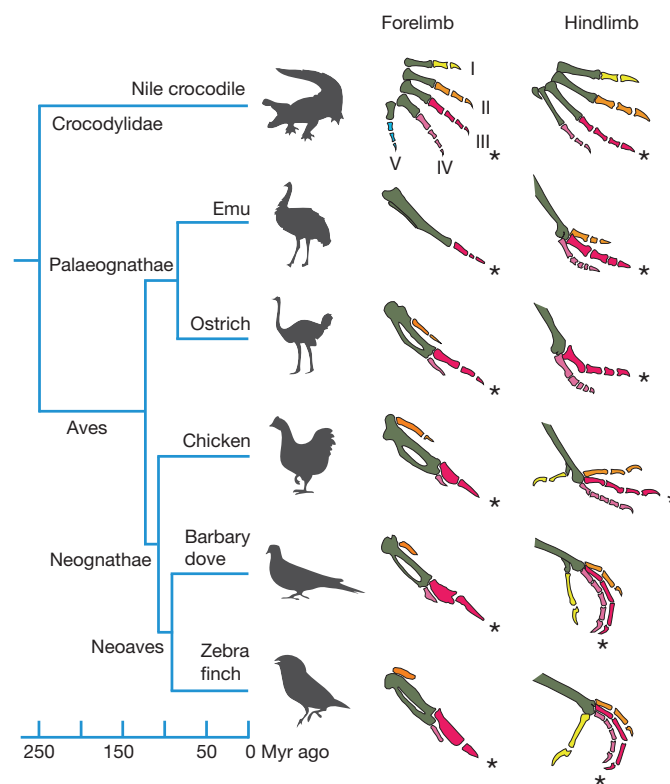 Forelimb
Hindlimb
Nile crocodile
Crocodylidae
I
II
III
IV
V
*
*
Emu
Palaeognathae
*
*
Ostrich
*
*
Aves
Chicken
*
*
Barbary
dove
Neognathae
*
*
Neoaves
Zebra
finch
*
*
250
150
50
0 Myr ago